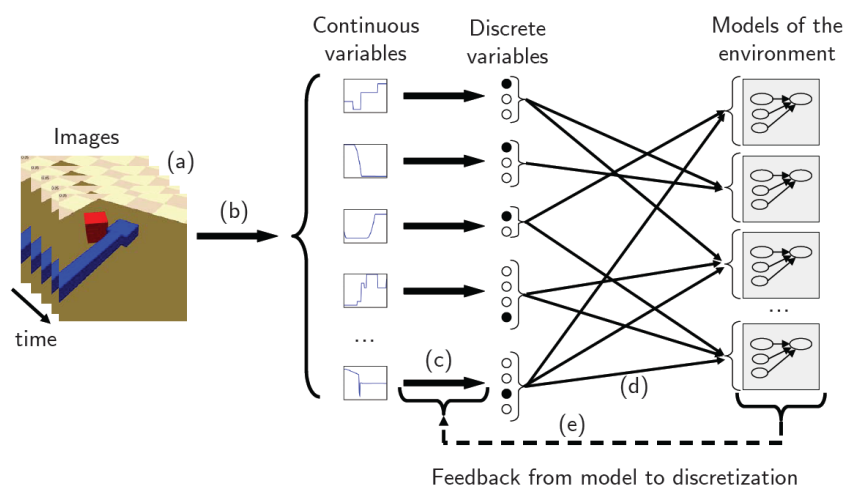 Continuous
variables
Discrete
variables
Models of the
environment
Images
(a)
(b)
time
...
...
(c)
(d)
(e)
Feedback from model to discretization